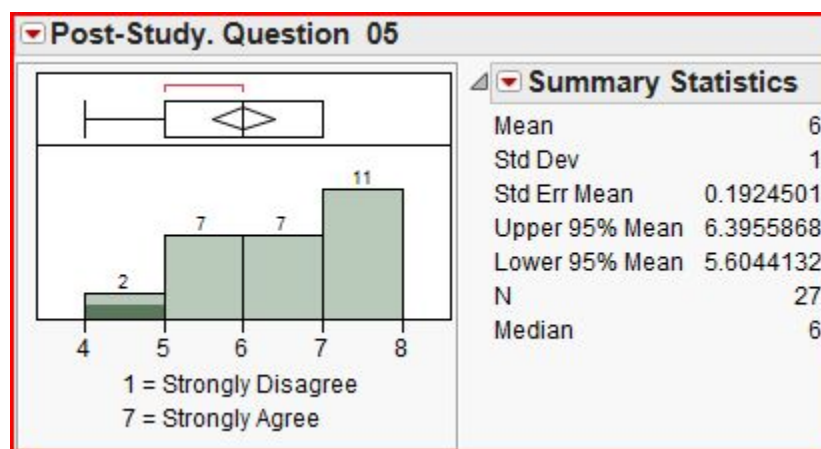 Post-Study. Question 05
2
7
7
11
4 5 6 7 8
1 = Strongly Disagree
7 = Strongly Agree
Summary Statistics
Mean 6
Std Dev 1
Std Err Mean 0.1924501
Upper 95% Mean 6.3955868
Lower 95% Mean 5.6044132
N 27
Median 6